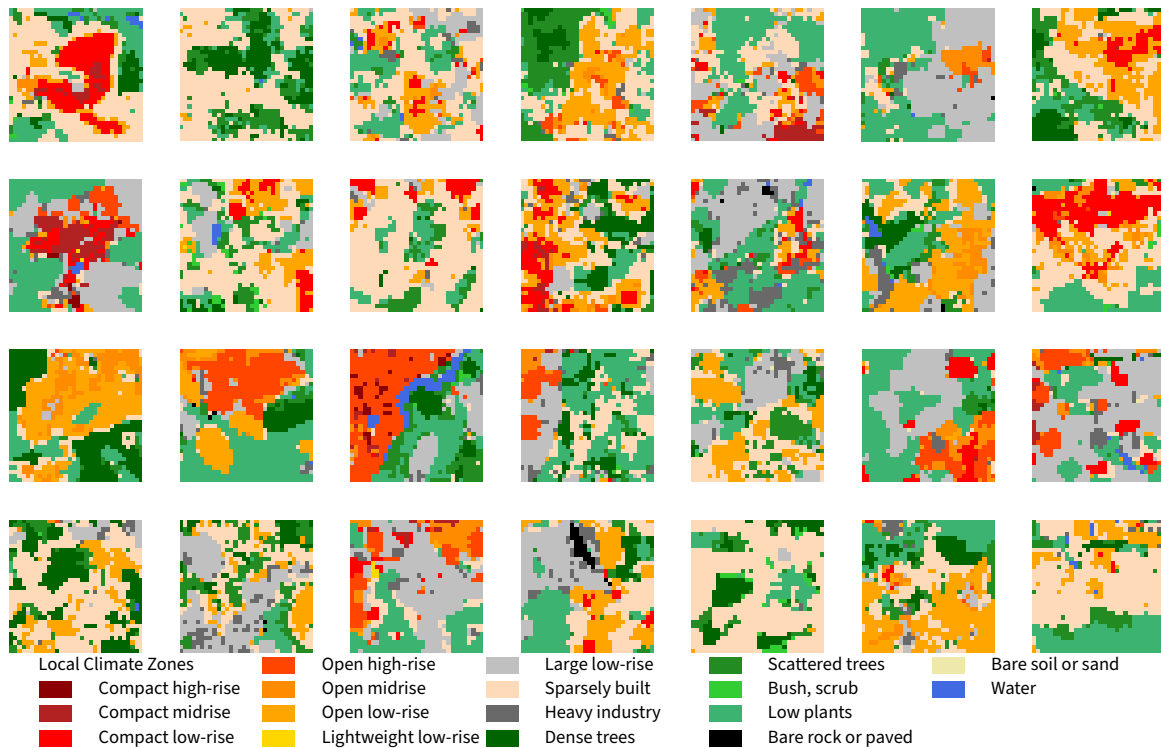 Local Climate Zones
Compact high-rise
Compact midrise
Compact low-rise
Open high-rise
Open midrise
Open low-rise
Lightweight low-rise
Large low-rise
Sparsely built
Heavy industry
Dense trees
Scattered trees
Bush, scrub
Low plants
Bare rock or paved
Bare soil or sand
Water